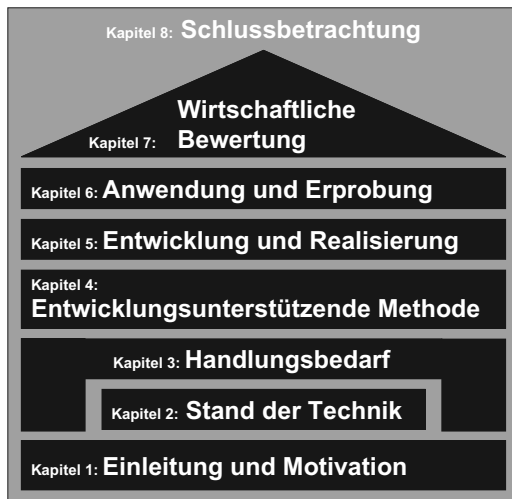 Kapitel 8: Schlussbetrachtung
Wirtschaftliche
Kapitel 7: Bewertung
Kapitel 6: Anwendung und Erprobung
Kapitel 5: Entwicklung und Realisierung
Kapitel 4:
Entwicklungsunterstützende Methode
Kapitel 3: Handlungsbedarf
Kapitel 2: Stand der Technik
Kapitel 1: Einleitung und Motivation